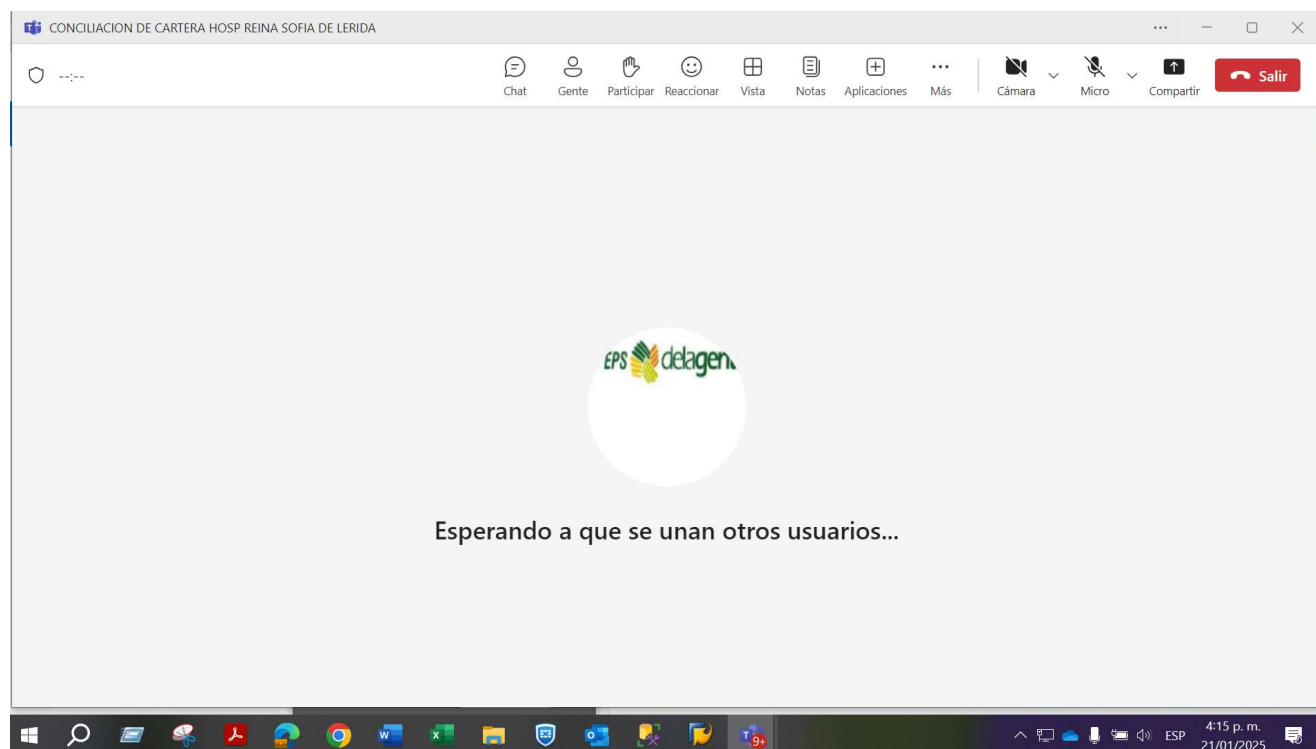 CONCILIACION DE CARTERA HOSP REINA SOFIA DE LERIDA
--:--
Chat
Gente
Participar
Reaccionar
Vista
Notas
Aplicaciones
Más
Cámara
Micro
Compartir
Salir
EPS delagen
Esperando a que se unan otros usuarios...
9+
ESP
4:15 p. m.
21/01/2025